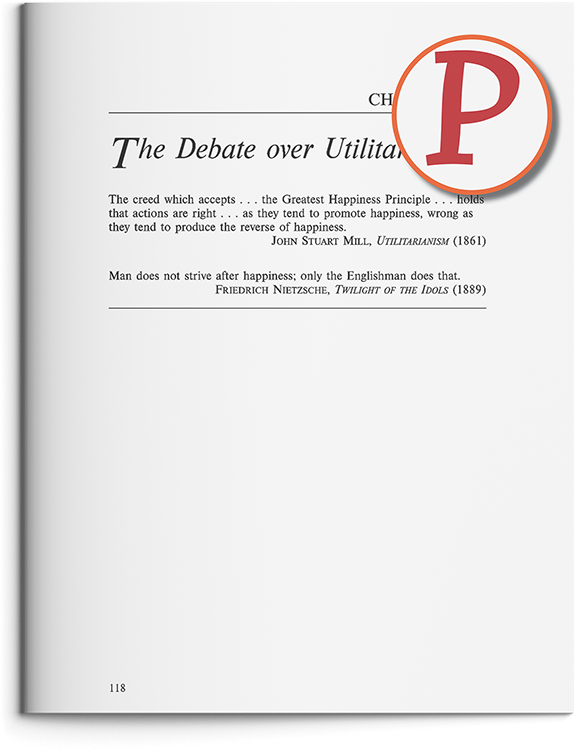 P
CH
The Debate over Utilita
The creed which accepts . . . the Greatest Happiness Principle . . . holds
that actions are right . . . as they tend to promote happiness, wrong as
they tend to produce the reverse of happiness.
JOHN STUART MILL, UTILITARIANISM (1861)
Man does not strive after happiness; only the Englishman does that.
FRIEDRICH NIETZSCHE, TWILIGHT OF THE IDOLS (1889)
118